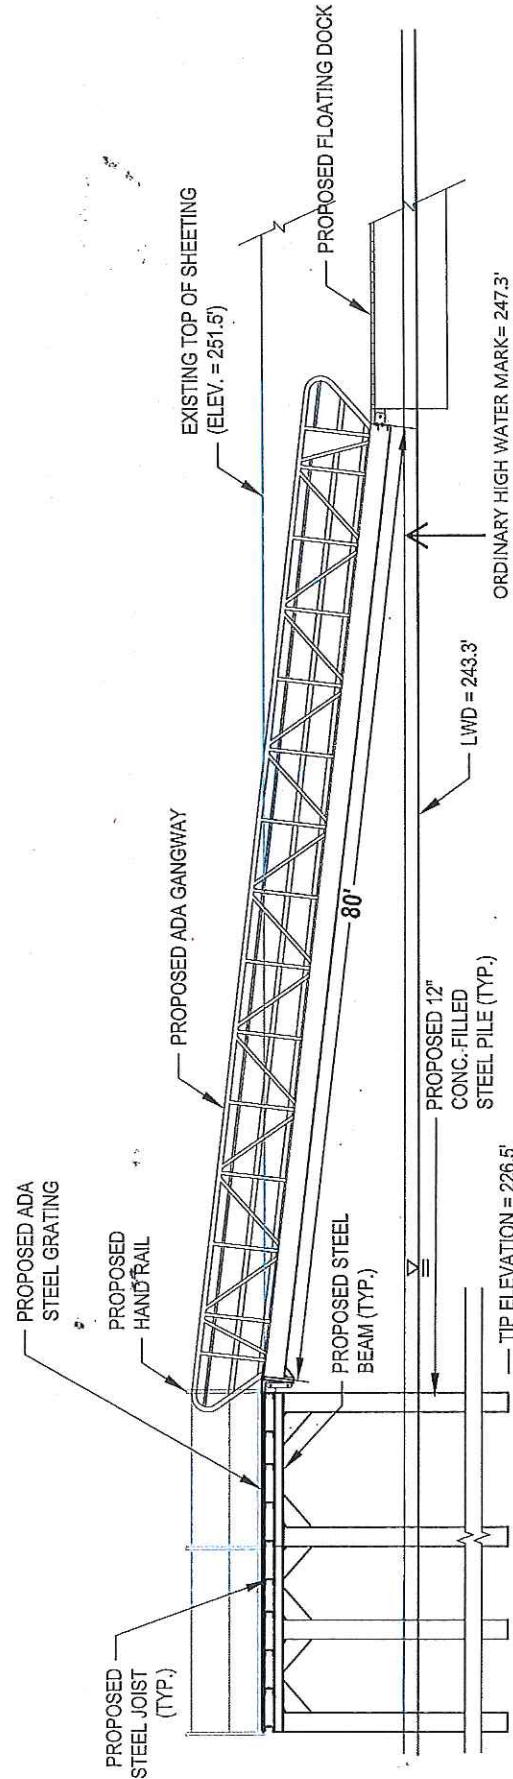 PROPOSED
STEEL JOIST
(TYP.)
PROPOSED ADA
STEEL GRATING
PROPOSED
HANDRAIL
PROPOSED ADA GANGWAY
EXISTING TOP OF SHEETING
(ELEV. = 251.5')
PROPOSED FLOATING DOCK
PROPOSED STEEL
BEAM (TYP.)
80'
PROPOSED 12"
CONC.-FILLED
STEEL PILE (TYP.)
LWD = 243.3'
ORDINARY HIGH WATER MARK= 247.3'
TIP ELEVATION = 226.5'